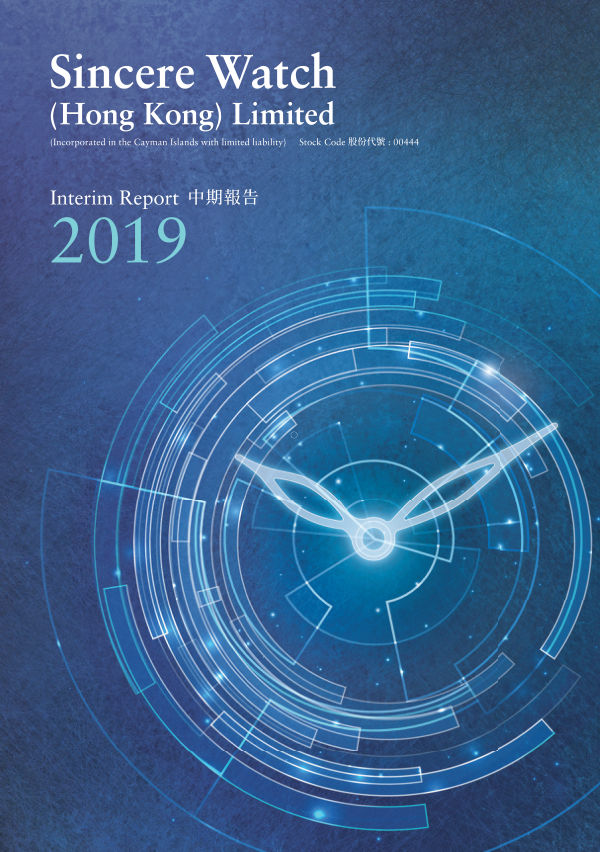 Sincere Watch
(Hong Kong) Limited
(Incorporated in the Cayman Islands with limited liability) Stock Code 股份代號 : 00444
Interim Report 中期報告
2019